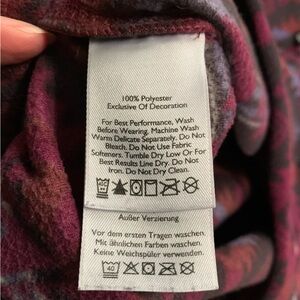 100% Polyester
Exclusive Of Decoration
For Best Performance, Wash
Before Wearing. Machine Wash
Warm Delicate Separately. Do Not
Bleach. Do Not Use Fabric
Softeners. Tumble Dry Low Or For
Best Results Line Dry. Do Not
Iron. Do Not Dry Clean.
Außer Verzierung
Vor dem ersten Tragen waschen.
Mit ähnlichen Farben waschen.
Keine Weichspüler verwenden.
40